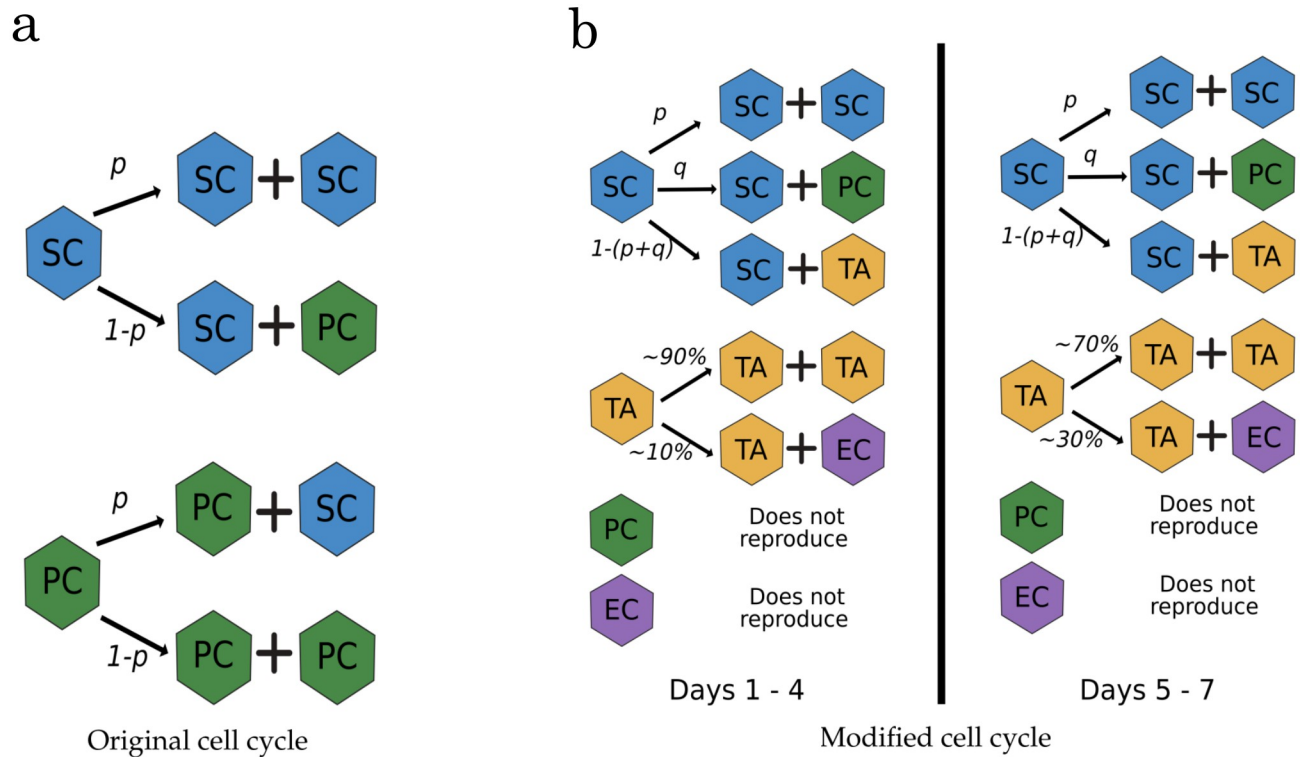 a
p
SC
SC + SC
1-p
SC + PC
p
PC
PC + SC
1-p
PC + PC
Original cell cycle
b
p
SC
SC + SC
q
SC + PC
1-(p+q)
SC + TA
~90%
TA
TA + TA
~10%
TA + EC
PC
Does not
reproduce
EC
Does not
reproduce
Days 1 - 4
p
SC
SC + SC
q
SC + PC
1-(p+q)
SC + TA
~70%
TA
TA + TA
~30%
TA + EC
PC
Does not
reproduce
EC
Does not
reproduce
Days 5 - 7
Modified cell cycle